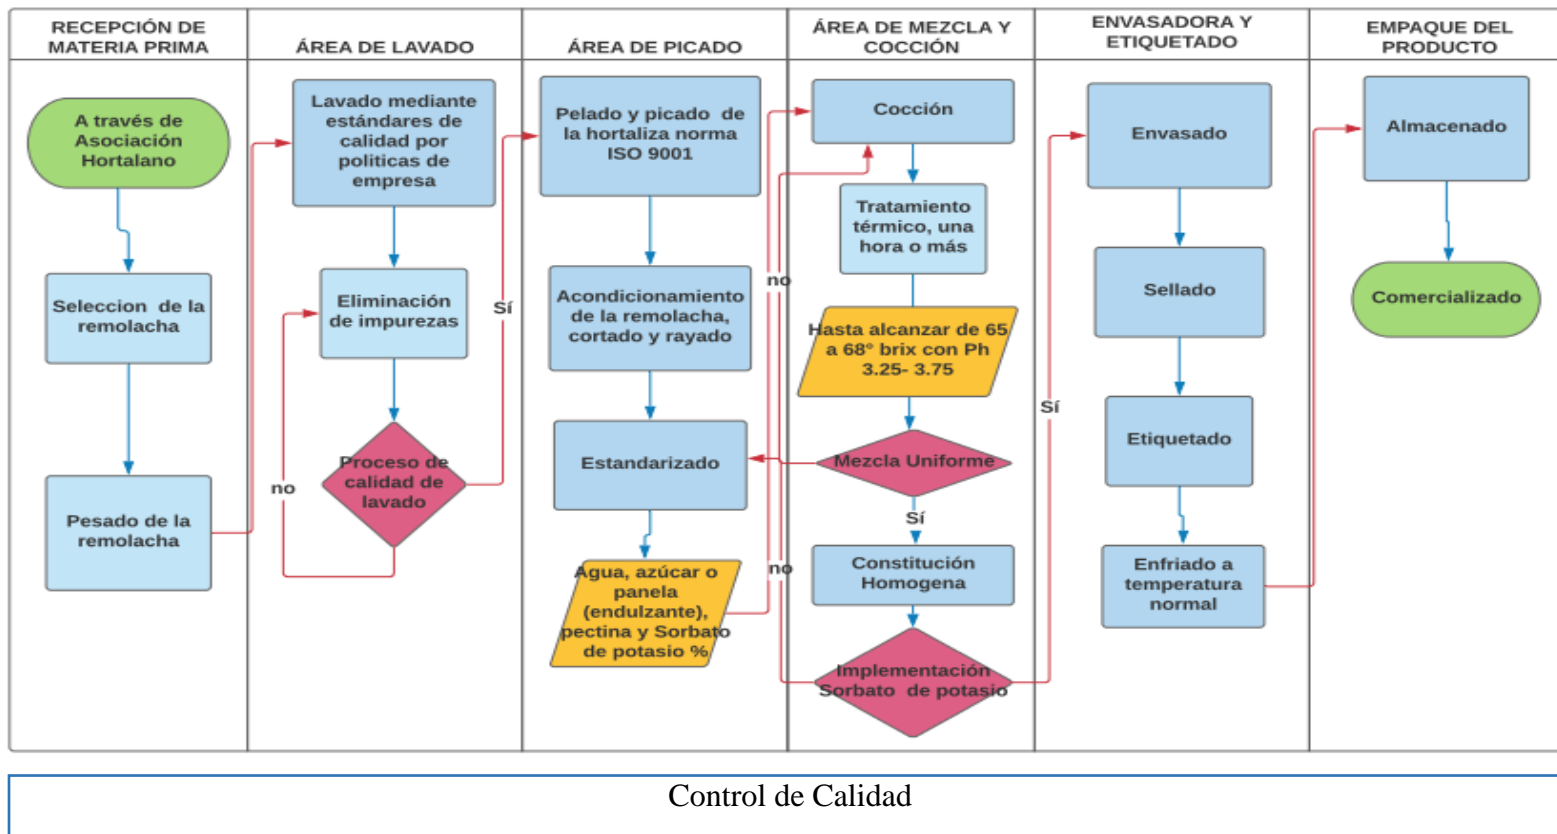 RECEPCIÓN DE
MATERIA PRIMA
ÁREA DE LAVADO
ÁREA DE PICADO
ÁREA DE MEZCLA Y
COCCIÓN
ENVASADORA Y
ETIQUETADO
EMPAQUE DEL
PRODUCTO
A través de
Asociación
Hortalano
Seleccion de la
remolacha
Pesado de la
remolacha
Lavado mediante
estándares de
calidad por
politicas de
empresa
Eliminación
de impurezas
Proceso de
calidad de
lavado
no
Sí
Pelado y picado de
la hortaliza norma
ISO 9001
Acondicionamiento
de la remolacha,
cortado y rayado
Estandarizado
Agua, azúcar o
panela
(endulzante),
pectina y Sorbato
de potasio %
no
no
Cocción
Tratamiento
térmico, una
hora o más
Hasta alcanzar de 65
a 68° brix con Ph
3.25- 3.75
Mezcla Uniforme
Sí
Constitución
Homogena
Implementación
Sorbato de potasio
Sí
Envasado
Sellado
Etiquetado
Enfriado a
temperatura
normal
Almacenado
Comercializado
Control de Calidad